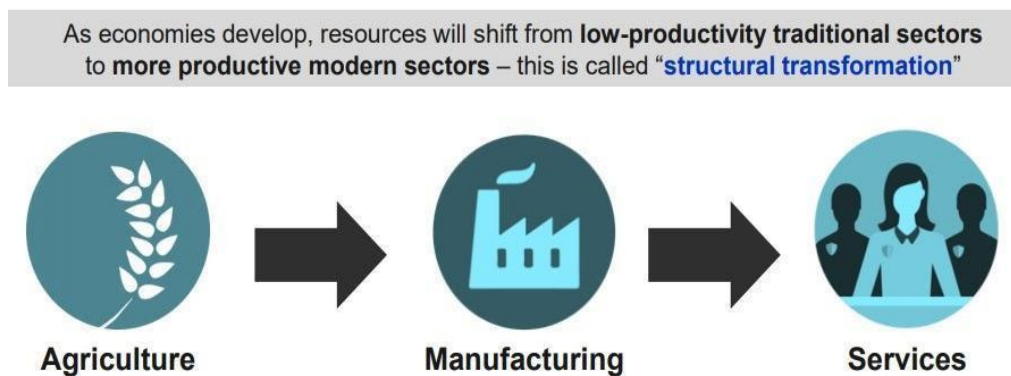 As economies develop, resources will shift from low-productivity traditional sectors
to more productive modern sectors – this is called “structural transformation”
Agriculture
Manufacturing
Services